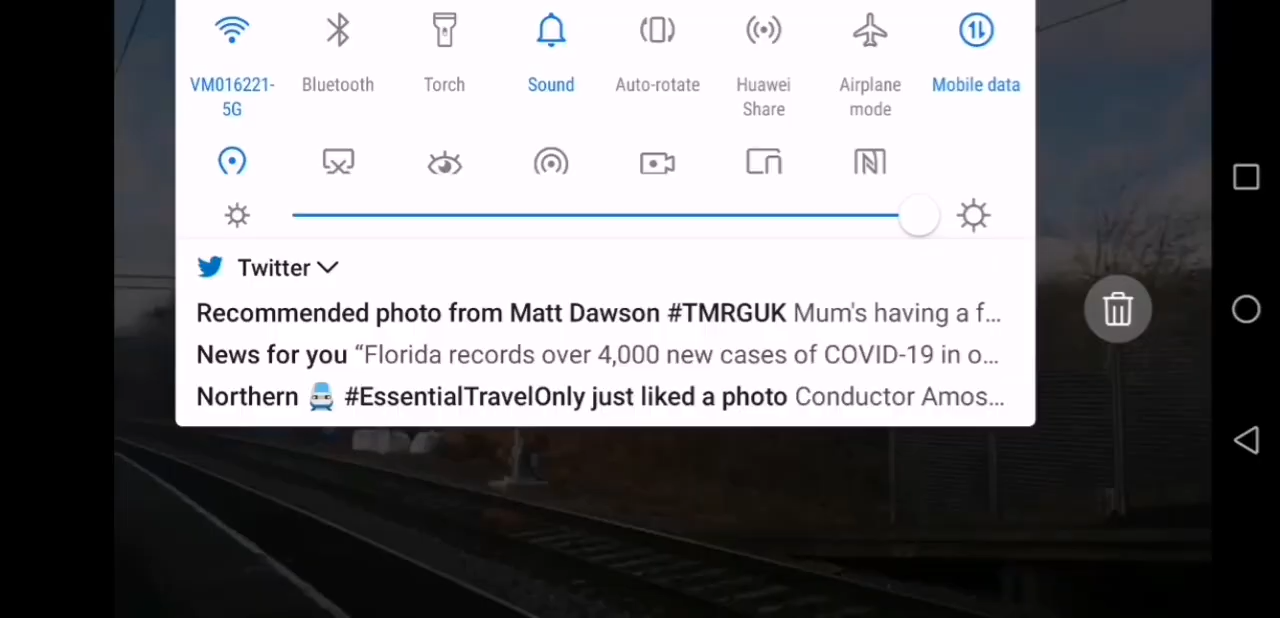 VM016221-
5G
Bluetooth
Torch
Sound
Auto-rotate
Huawei
Share
Airplane
mode
Mobile data
Twitter
Recommended photo from Matt Dawson #TMRGUK Mum's having a f...
News for you “Florida records over 4,000 new cases of COVID-19 in o...
Northern 🚆 #EssentialTravelOnly just liked a photo Conductor Amos...